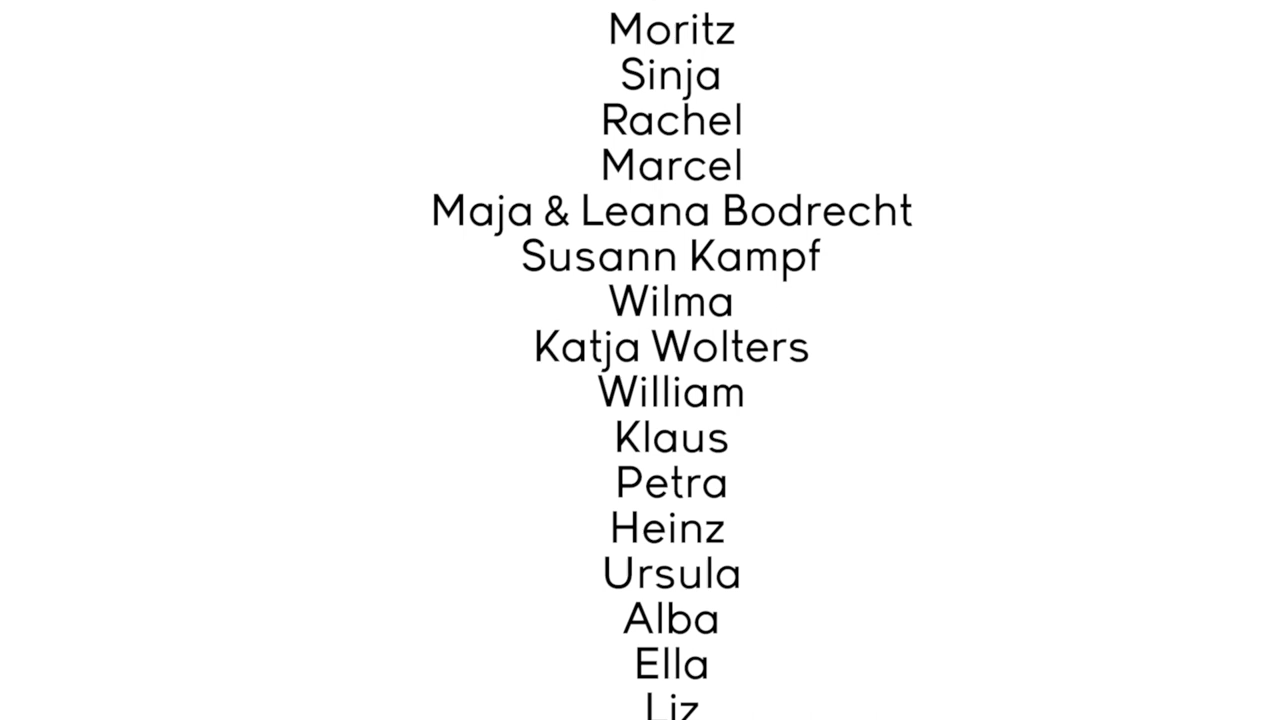 Moritz
Sinja
Rachel
Marcel
Maja & Leana Bodrecht
Susann Kampf
Wilma
Katja Wolters
William
Klaus
Petra
Heinz
Ursula
Alba
Ella
Liz